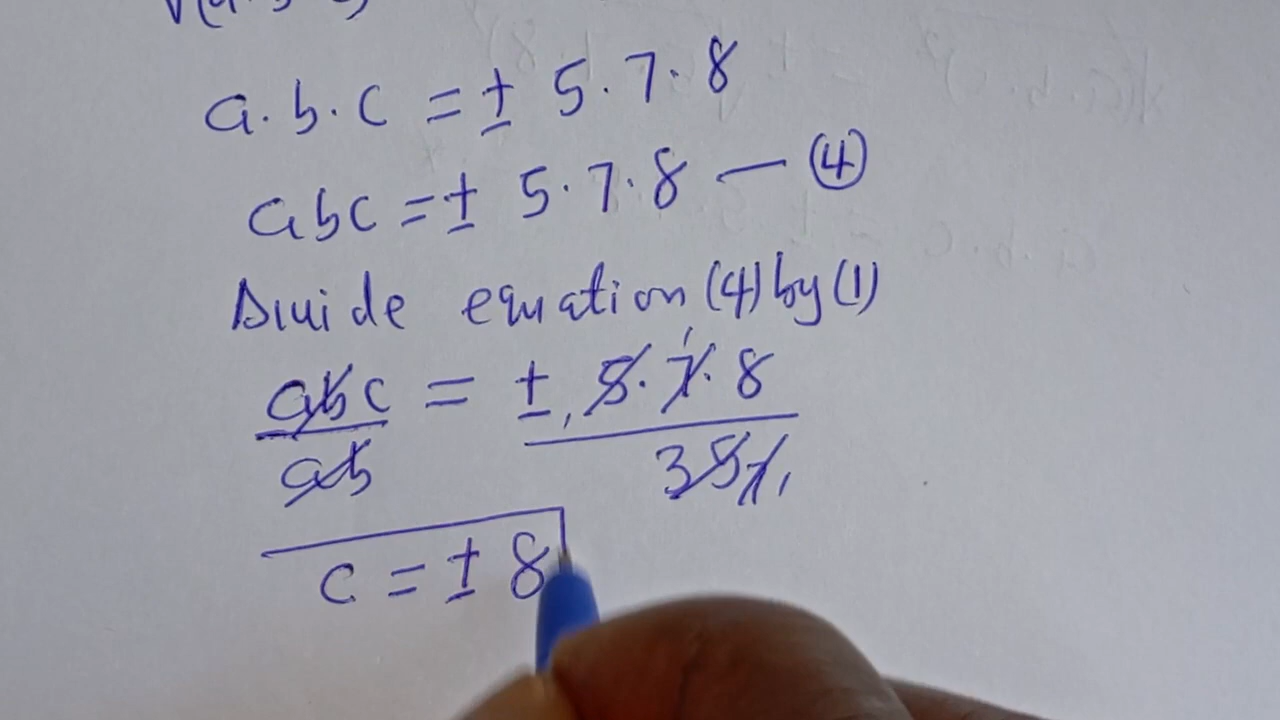 a.b.c = ± 5.7.8
abc = ± 5.7.8 — (4)
Divide equation (4) by (1)
abc/ab = ± 5.7.8/35
c = ± 8